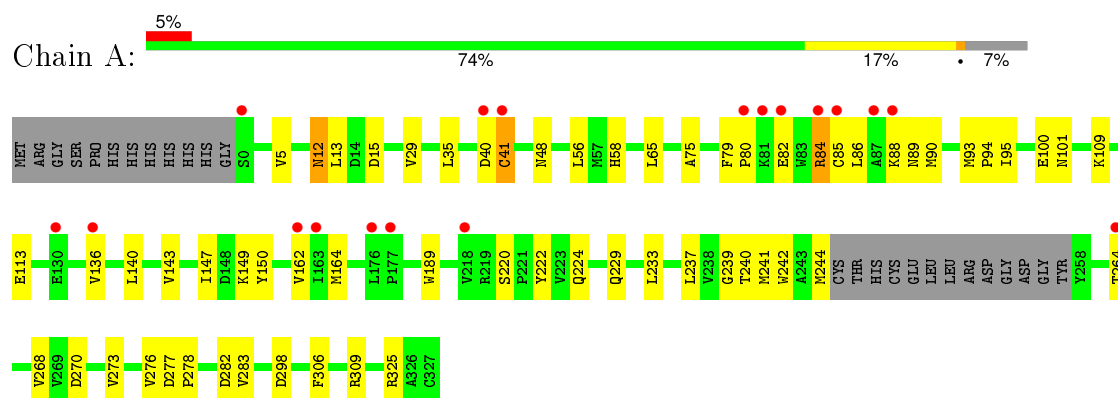 5%
Chain A:
74% 17% • 7%
MET ARG GLY SER PRO HIS HIS HIS HIS HIS HIS GLY S0 V5 N12 L13 D14 D15 V29 L35 D40 C41 N48 L56 M57 H58 L65 A75 F79 P80 K81 E82 W83 R84 C85 L86 A87 K88 N89 M90 M93 P94 I95 E100 N101 K109
E113 E130 V136 L140 V143 I147 D148 K149 Y150 V162 I163 M164 L176 P177 W189 V218 R219 S220 P221 Y222 V223 Q224 Q229 L233 L237 V238 G239 T240 M241 W242 A243 M244 CYS THR HIS CYS GLU LEU LEU ARG ASP ASP GLY TYR Y258 T264
V268 V269 D270 V273 V276 D277 P278 D282 V283 D298 F306 R309 R325 A326 C327